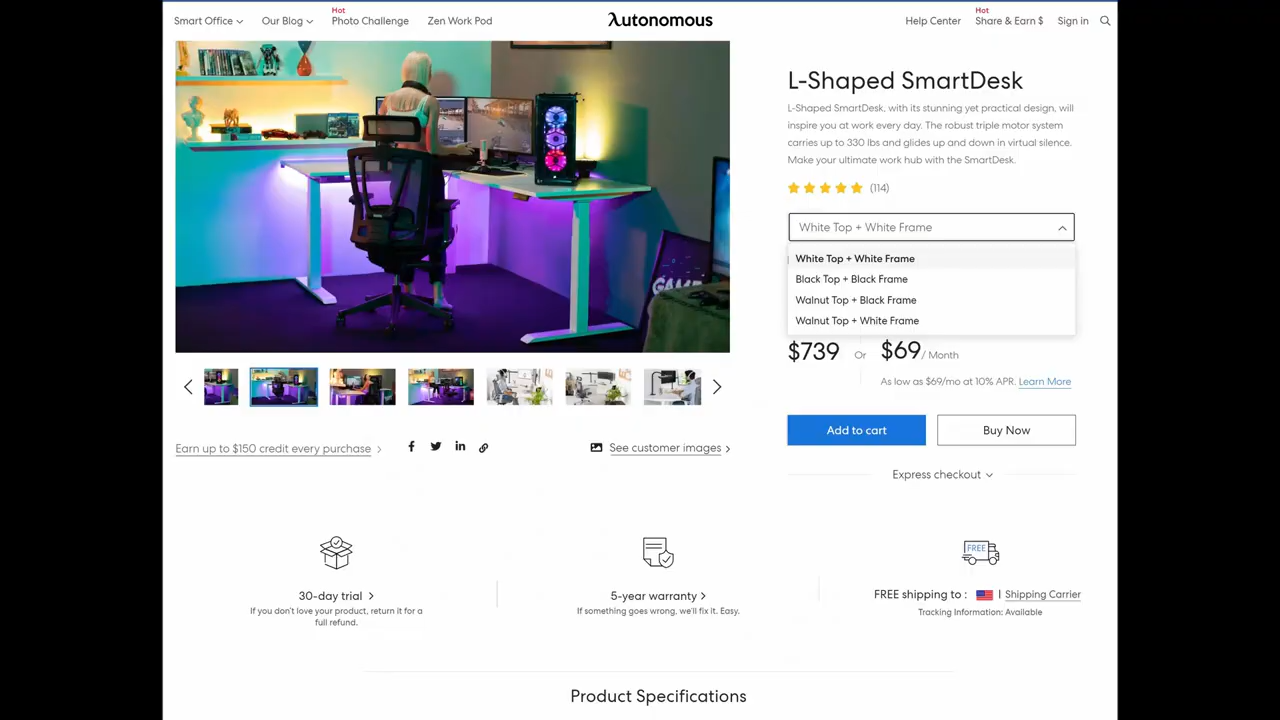 Smart Office
Our Blog
Hot
Photo Challenge
Zen Work Pod
Autonomous
Help Center
Hot
Share & Earn $
Sign in
L-Shaped SmartDesk
L-Shaped SmartDesk, with its stunning yet practical design, will
inspire you at work every day. The robust triple motor system
carries up to 330 lbs and glides up and down in virtual silence.
Make your ultimate work hub with the SmartDesk.
(114)
White Top + White Frame
White Top + White Frame
Black Top + Black Frame
Walnut Top + Black Frame
Walnut Top + White Frame
$739 Or $69 / Month
As low as $69/mo at 10% APR. Learn More
Add to cart
Buy Now
Express checkout
Earn up to $150 credit every purchase
See customer images
30-day trial
If you don't love your product, return it for a
full refund.
5-year warranty
If something goes wrong, we'll fix it. Easy.
FREE
FREE shipping to : | Shipping Carrier
Tracking Information: Available
Product Specifications